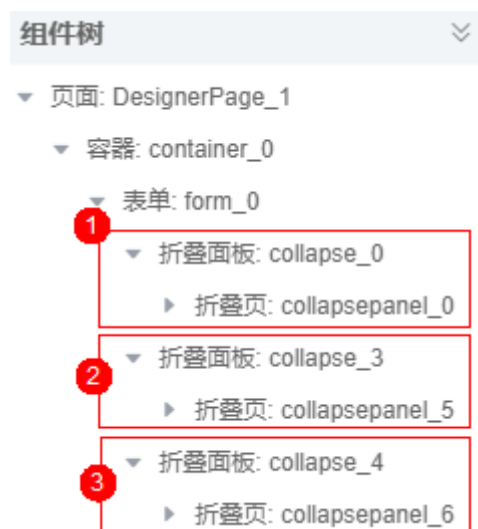 组件树
页面: DesignerPage_1
容器: container_0
表单: form_0
1
折叠面板: collapse_0
折叠页: collapsepanel_0
2
折叠面板: collapse_3
折叠页: collapsepanel_5
3
折叠面板: collapse_4
折叠页: collapsepanel_6